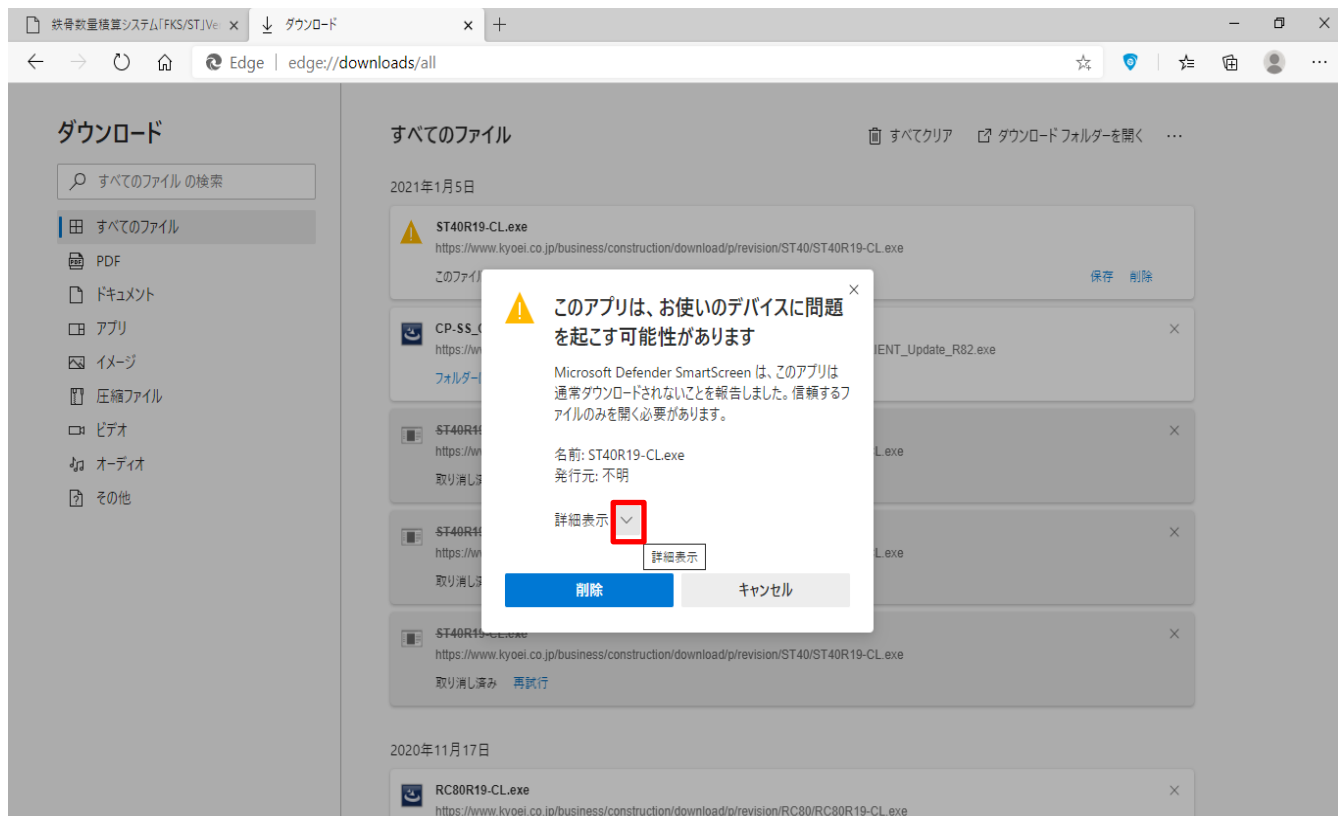 鉄骨数量積算システム「FKS/ST」Ve
ダウンロード
Edge
edge://downloads/all
ダウンロード
すべてのファイル の検索
すべてのファイル
PDF
ドキュメント
アプリ
イメージ
圧縮ファイル
ビデオ
オーディオ
その他
すべてのファイル
すべてクリア
ダウンロード フォルダーを開く
2021年1月5日
ST40R19-CL.exe
https://www.kyoei.co.jp/business/construction/download/p/revision/ST40/ST40R19-CL.exe
このファイ
保存 削除
CP-SS_
https://w
IENT_Update_R82.exe
フォルダー
ST40R19
https://w
L.exe
取り消し
ST40R19
https://w
L.exe
取り消し
ST40R19-CL.exe
https://www.kyoei.co.jp/business/construction/download/p/revision/ST40/ST40R19-CL.exe
取り消し済み 再試行
2020年11月17日
RC80R19-CL.exe
https://www.kyoei.co.jp/business/construction/download/p/revision/RC80/RC80R19-CL.exe
このアプリは、お使いのデバイスに問題
を起こす可能性があります
Microsoft Defender SmartScreen は、このアプリは
通常ダウンロードされないことを報告しました。信頼するフ
ァイルのみを開く必要があります。
名前: ST40R19-CL.exe
発行元: 不明
詳細表示
詳細表示
削除
キャンセル